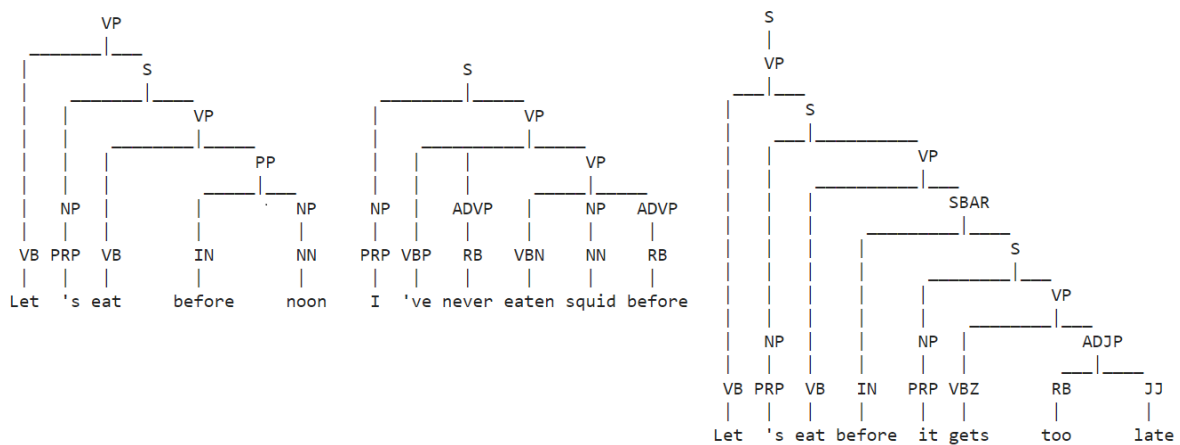 VP
S
VP
PP
NP NP
VB PRP VB IN NN
Let 's eat before noon
S
VP
VP
NP ADVP NP ADVP
PRP VBP RB VBN NN RB
I 've never eaten squid before
S
VP
S
VP
SBAR
S
VP
NP NP ADJP
VB PRP VB IN PRP VBZ RB JJ
Let 's eat before it gets too late